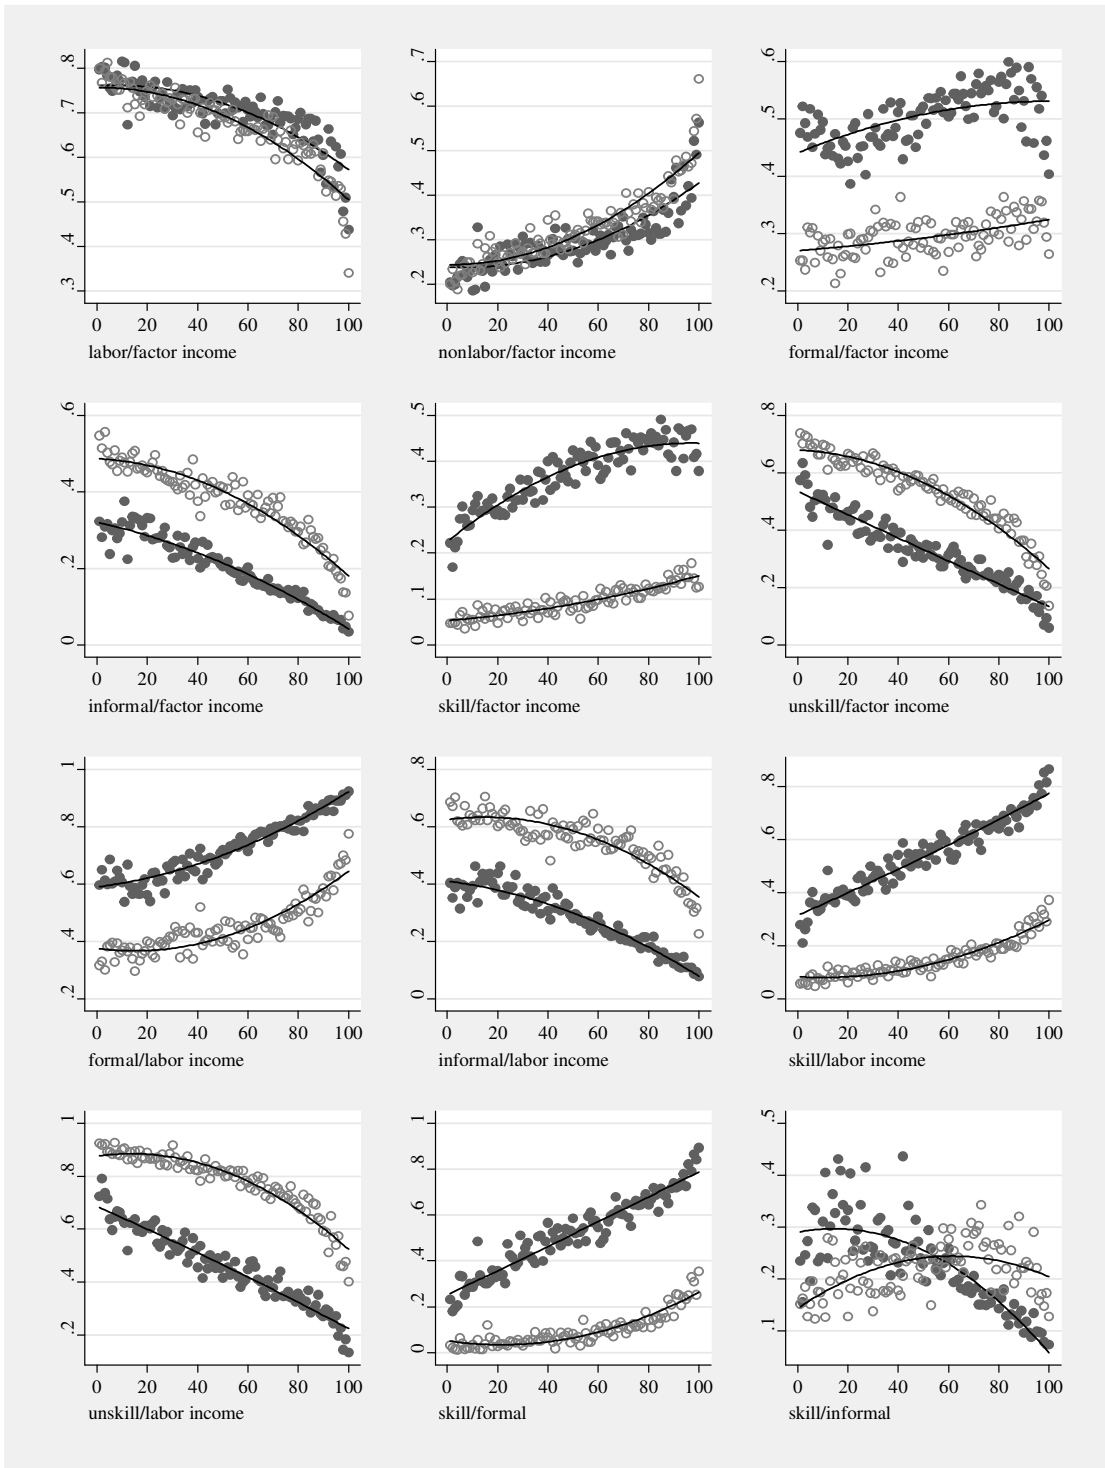 .3 .4 .5 .6 .7 .8
0 20 40 60 80 100
labor/factor income
.2 .3 .4 .5 .6 .7
0 20 40 60 80 100
nonlabor/factor income
.2 .3 .4 .5 .6
0 20 40 60 80 100
formal/factor income
0 .2 .4 .6
0 20 40 60 80 100
informal/factor income
0 .1 .2 .3 .4 .5
0 20 40 60 80 100
skill/factor income
0 .2 .4 .6 .8
0 20 40 60 80 100
unskill/factor income
.2 .4 .6 .8 1
0 20 40 60 80 100
formal/labor income
0 .2 .4 .6 .8
0 20 40 60 80 100
informal/labor income
0 .2 .4 .6 .8
0 20 40 60 80 100
skill/labor income
.2 .4 .6 .8 1
0 20 40 60 80 100
unskill/labor income
0 .2 .4 .6 .8 1
0 20 40 60 80 100
skill/formal
.1 .2 .3 .4 .5
0 20 40 60 80 100
skill/informal